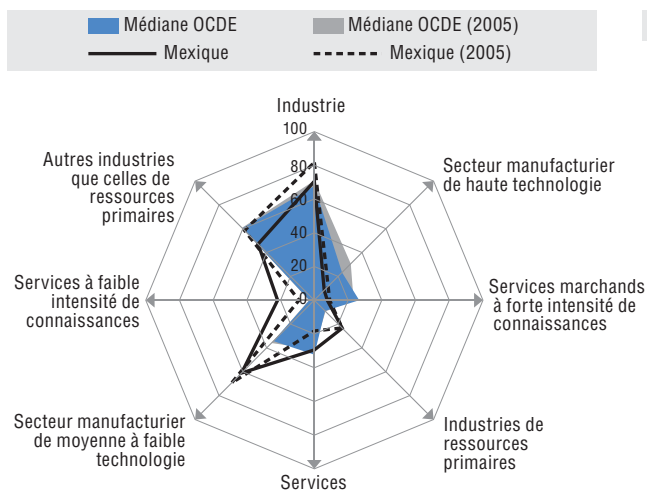 Médiane OCDE
Médiane OCDE (2005)
Mexique
Mexique (2005)
Industrie
100
80
60
40
20
0
Secteur manufacturier
de haute technologie
Services marchands
à forte intensité de
connaissances
Industries de
ressources
primaires
Services
Secteur manufacturier
de moyenne à faible
technologie
Services à faible
intensité de
connaissances
Autres industries
que celles de
ressources
primaires